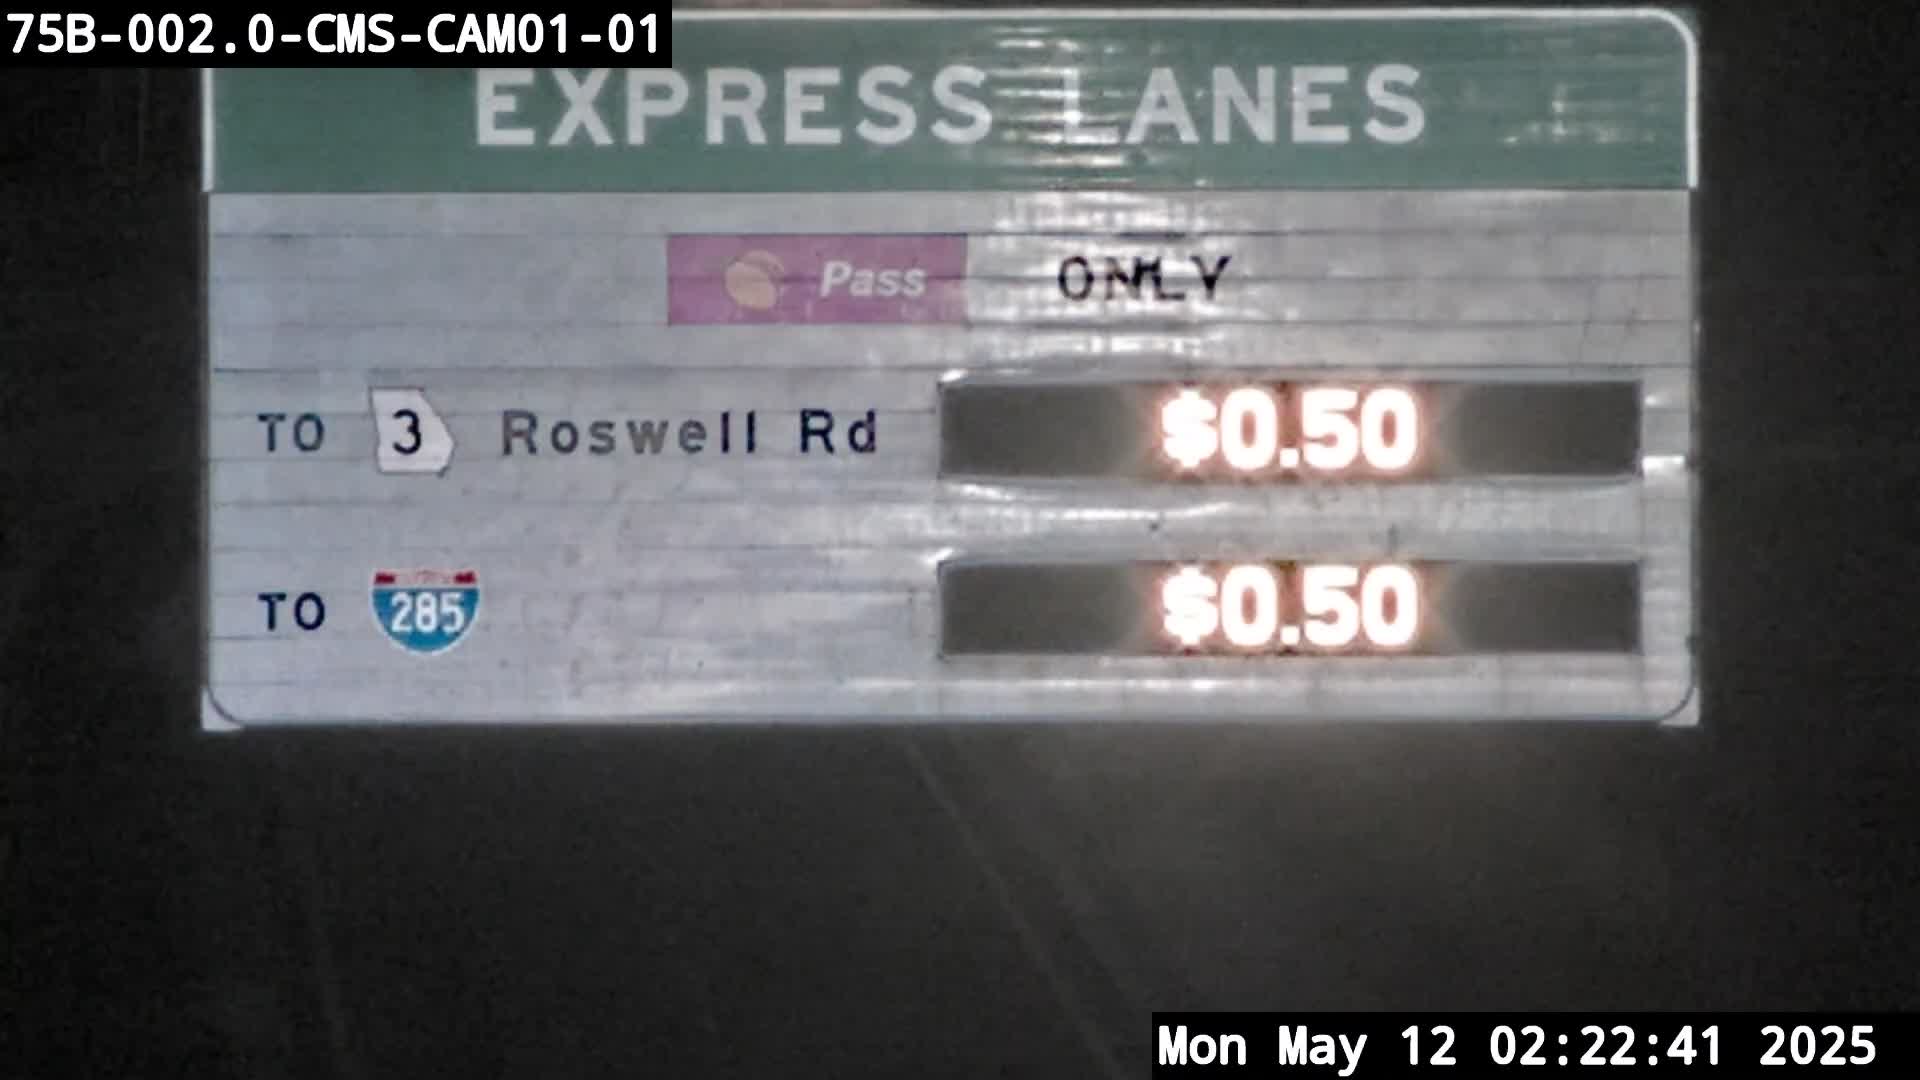 75B-002.0-CMS-CAM01-01
EXPRESS LANES
Pass ONLY
TO 3 Roswell Rd $0.50
TO 285 $0.50
Mon May 12 02:22:41 2025